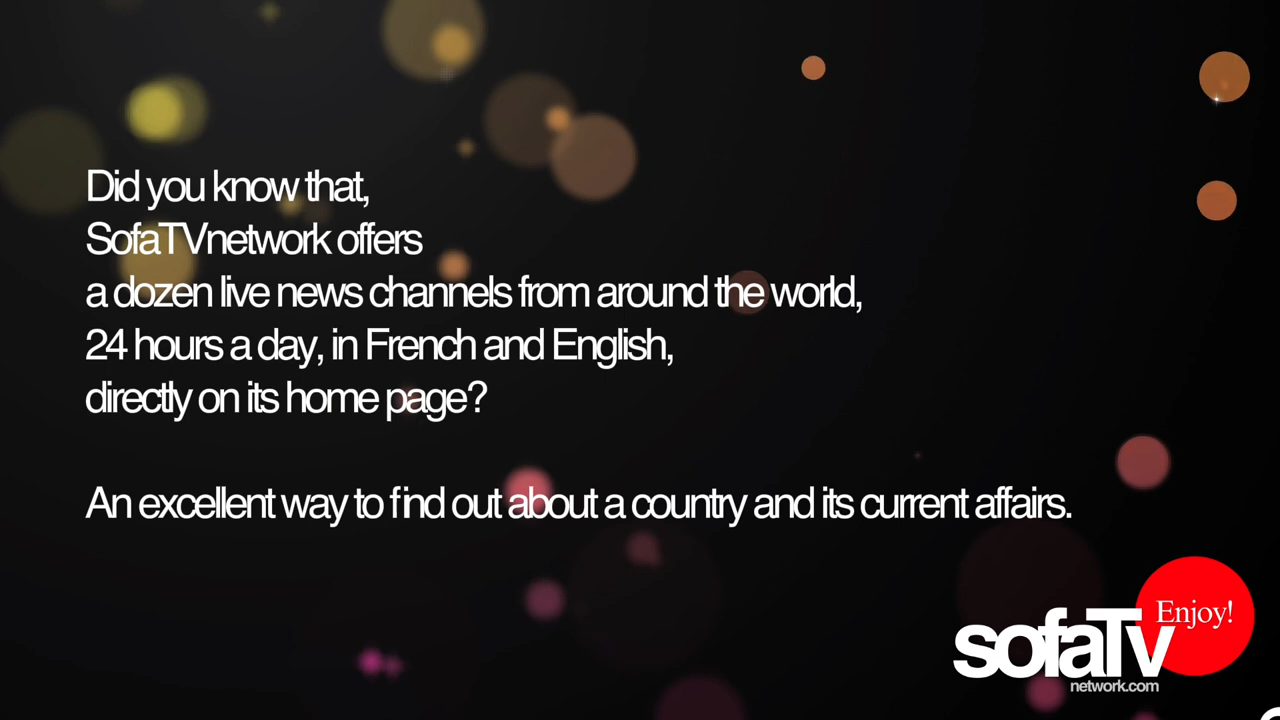 Did you know that,
SofaTVnetwork offers
a dozen live news channels from around the world,
24 hours a day, in French and English,
directly on its home page?
An excellent way to find out about a country and its current affairs.
Enjoy!
sofaTv
network.com